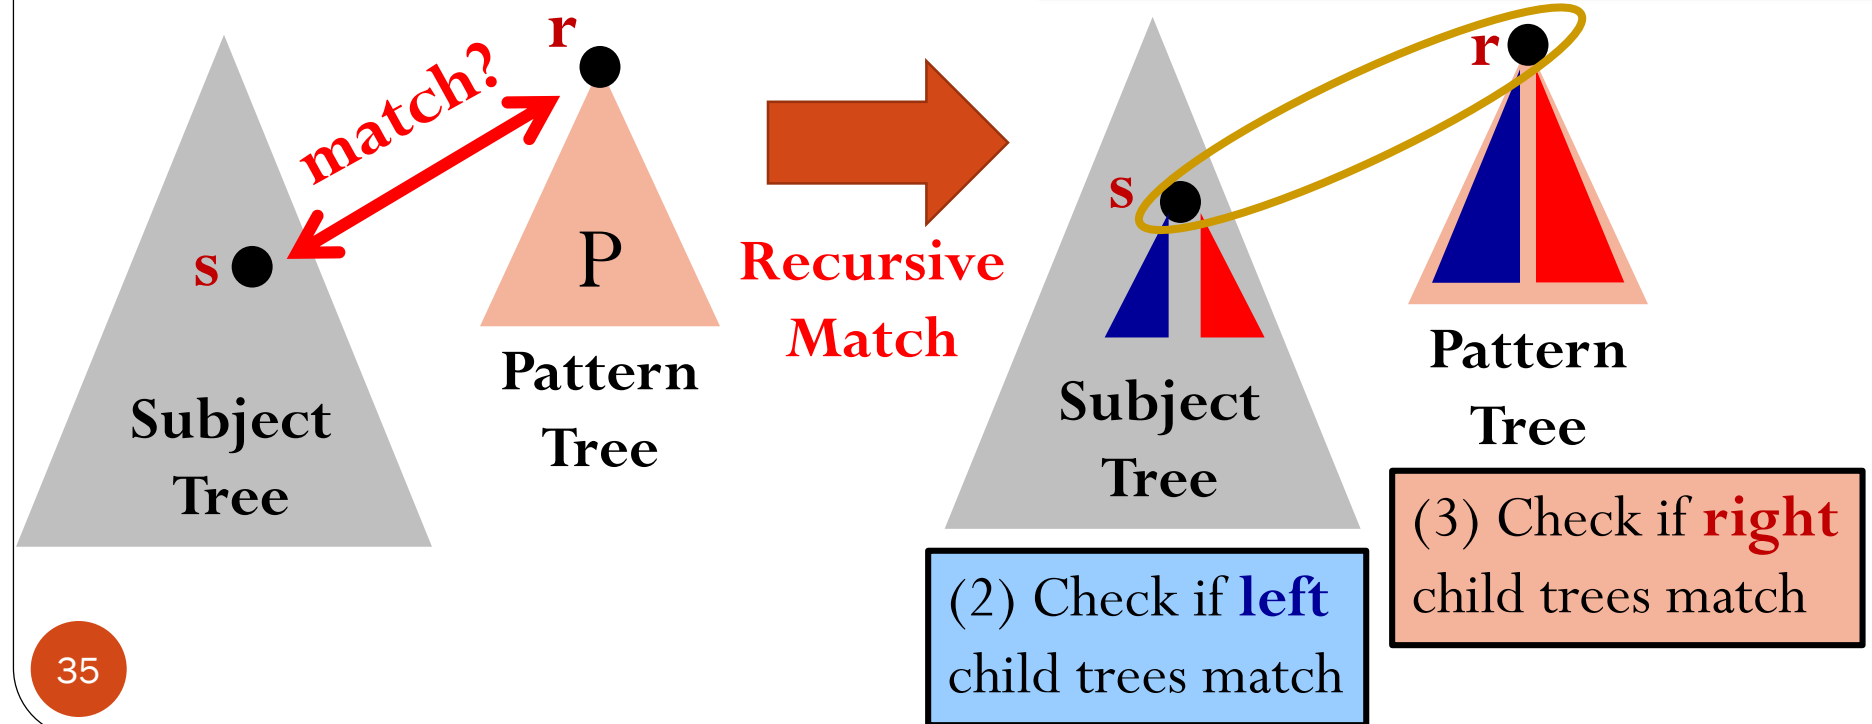 r
match?
s
P
Subject
Tree
Pattern
Tree
Recursive
Match
r
s
Subject
Tree
Pattern
Tree
(2) Check if left
child trees match
(3) Check if right
child trees match
35